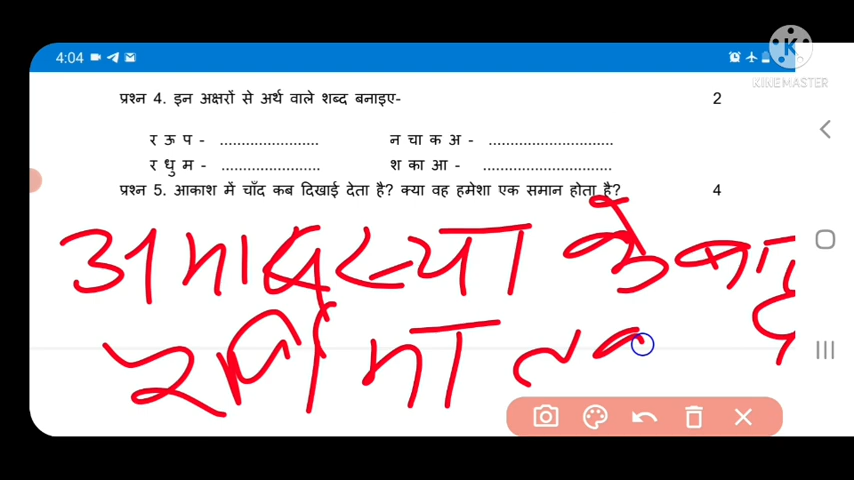 4:04
KINEMASTER
प्रश्न 4. इन अक्षरों से अर्थ वाले शब्द बनाइए- 2
र ऊ प - ....................... न चा क अ - .............................
र धु म - ....................... श का आ - ..............................
प्रश्न 5. आकाश में चाँद कब दिखाई देता है? क्या वह हमेशा एक समान होता है? 4
अमावस्या के